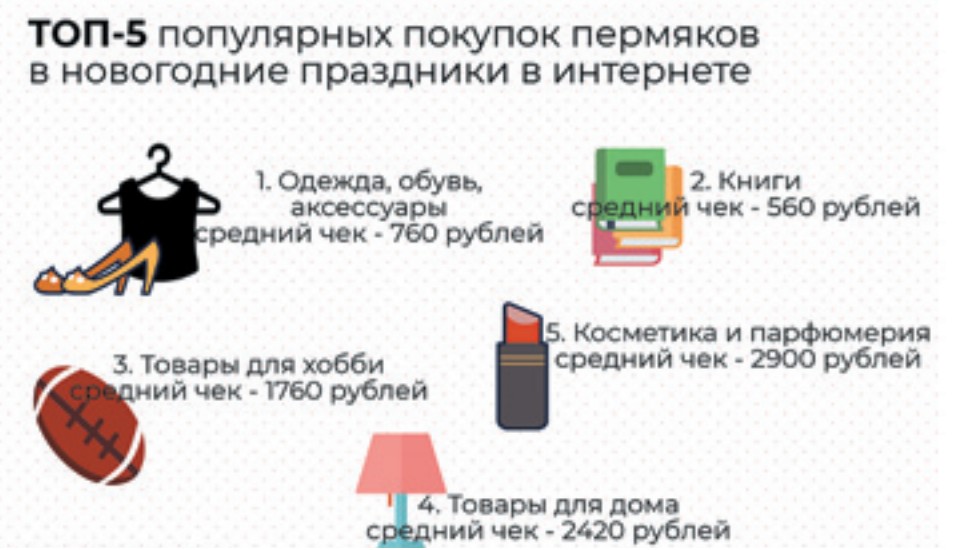 ТОП-5 популярных покупок пермяков
в новогодние праздники в интернете
1. Одежда, обувь,
аксессуары
средний чек - 760 рублей
2. Книги
средний чек - 560 рублей
3. Товары для хобби
средний чек - 1760 рублей
5. Косметика и парфюмерия
средний чек - 2900 рублей
4. Товары для дома
средний чек - 2420 рублей